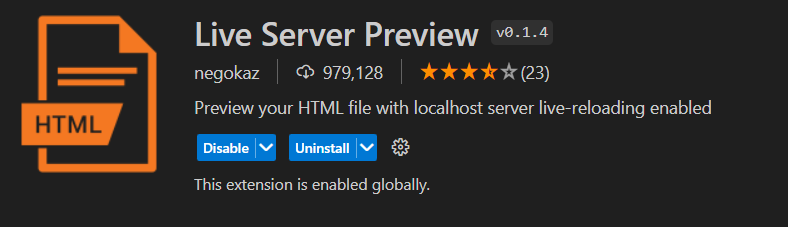 Live Server Preview v0.1.4
negokaz 979,128 (23)
Preview your HTML file with localhost server live-reloading enabled
HTML
Disable Uninstall
This extension is enabled globally.